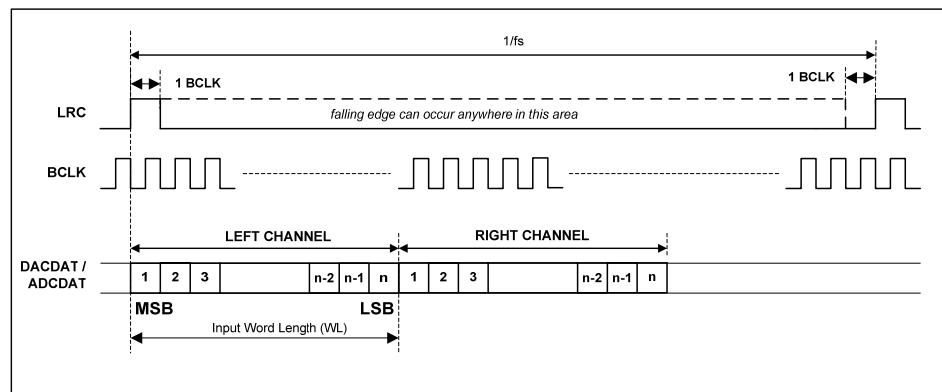 1/fs
1 BCLK
1 BCLK
LRC
falling edge can occur anywhere in this area
BCLK
LEFT CHANNEL
RIGHT CHANNEL
DACDAT /
ADCDAT
1 2 3 n-2 n-1 n 1 2 3 n-2 n-1 n
MSB LSB
Input Word Length (WL)